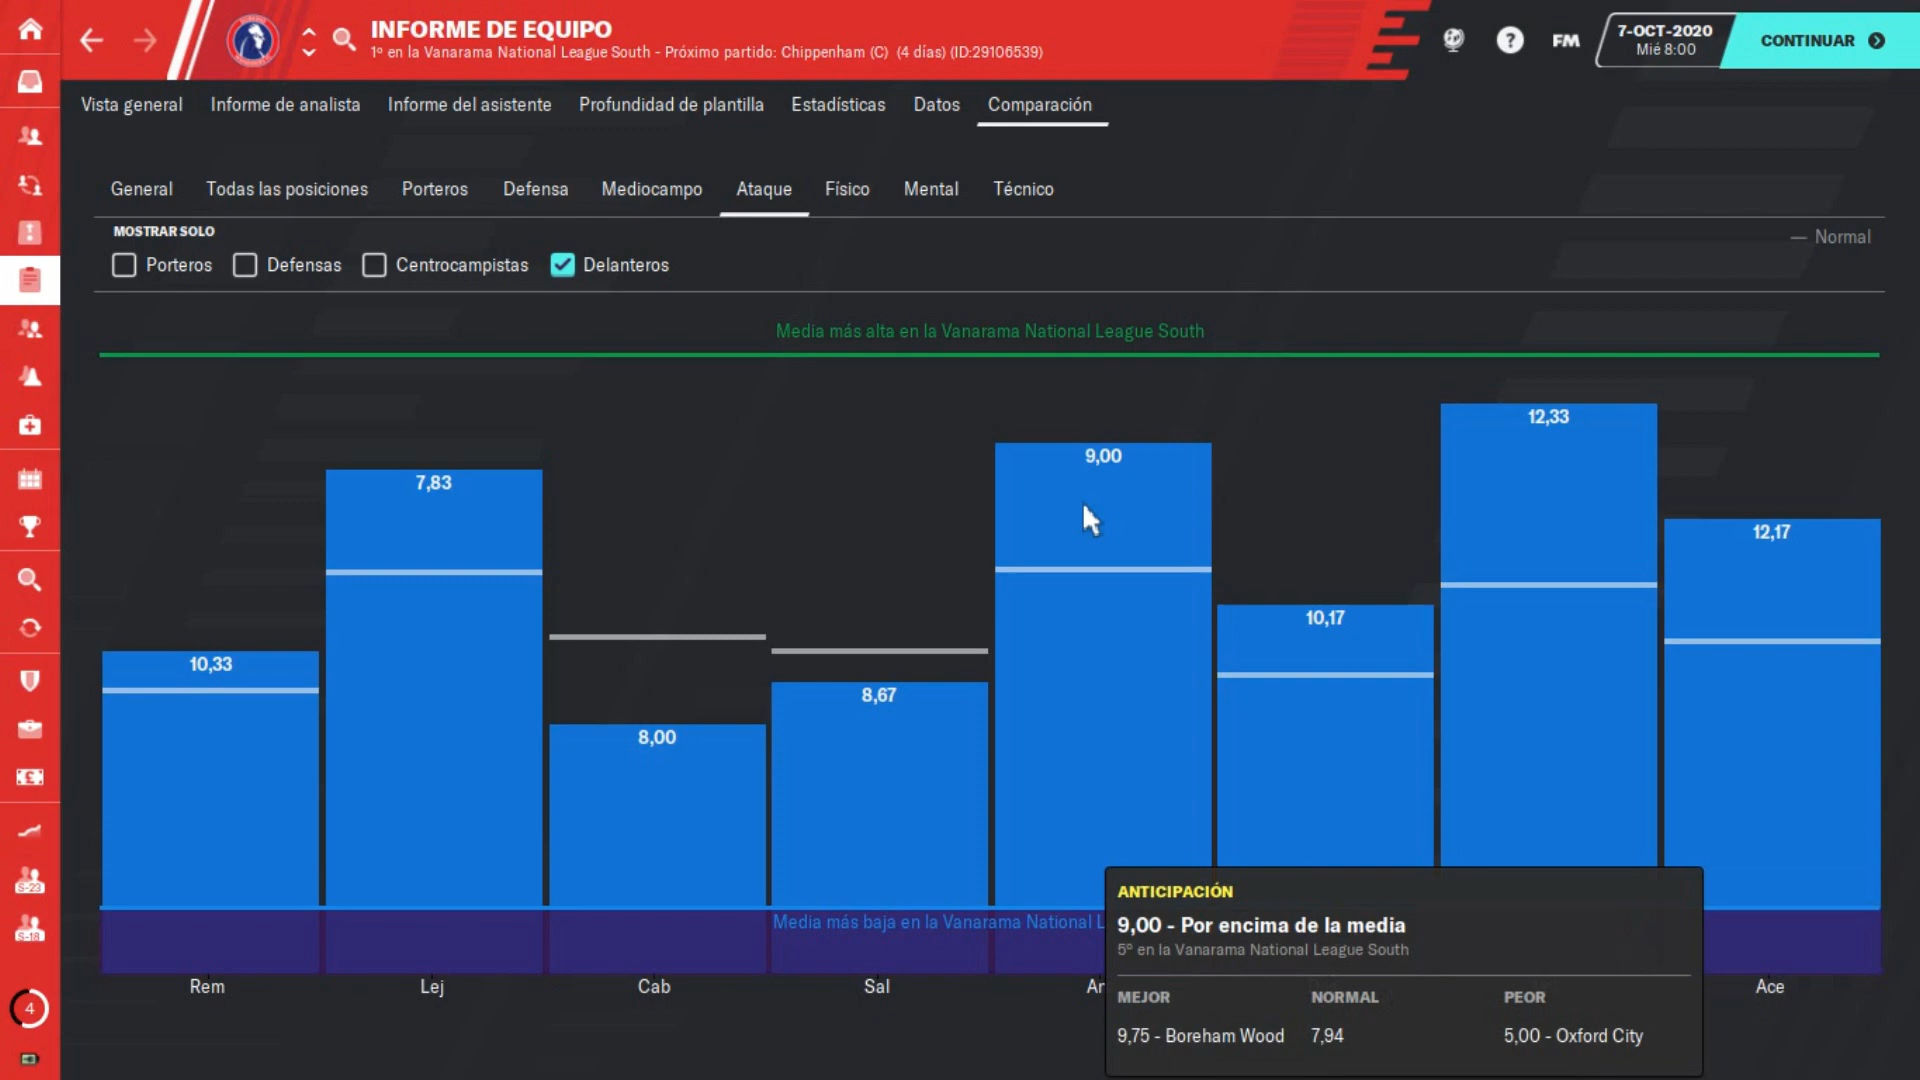 INFORME DE EQUIPO
1º en la Vanarama National League South - Próximo partido: Chippenham (C) (4 días) (ID:29106539)
FM
7-OCT-2020
Mié 8:00
CONTINUAR
Vista general Informe de analista Informe del asistente Profundidad de plantilla Estadísticas Datos Comparación
General Todas las posiciones Porteros Defensa Mediocampo Ataque Físico Mental Técnico
MOSTRAR SOLO
Normal
Porteros Defensas Centrocampistas Delanteros
Media más alta en la Vanarama National League South
12,33
9,00
7,83
12,17
10,17
10,33
8,67
8,00
Media más baja en la Vanarama National L
Rem Lej Cab Sal An Ace
ANTICIPACIÓN
9,00 - Por encima de la media
5º en la Vanarama National League South
MEJOR NORMAL PEOR
9,75 - Boreham Wood 7,94 5,00 - Oxford City
S-23
S-18
4